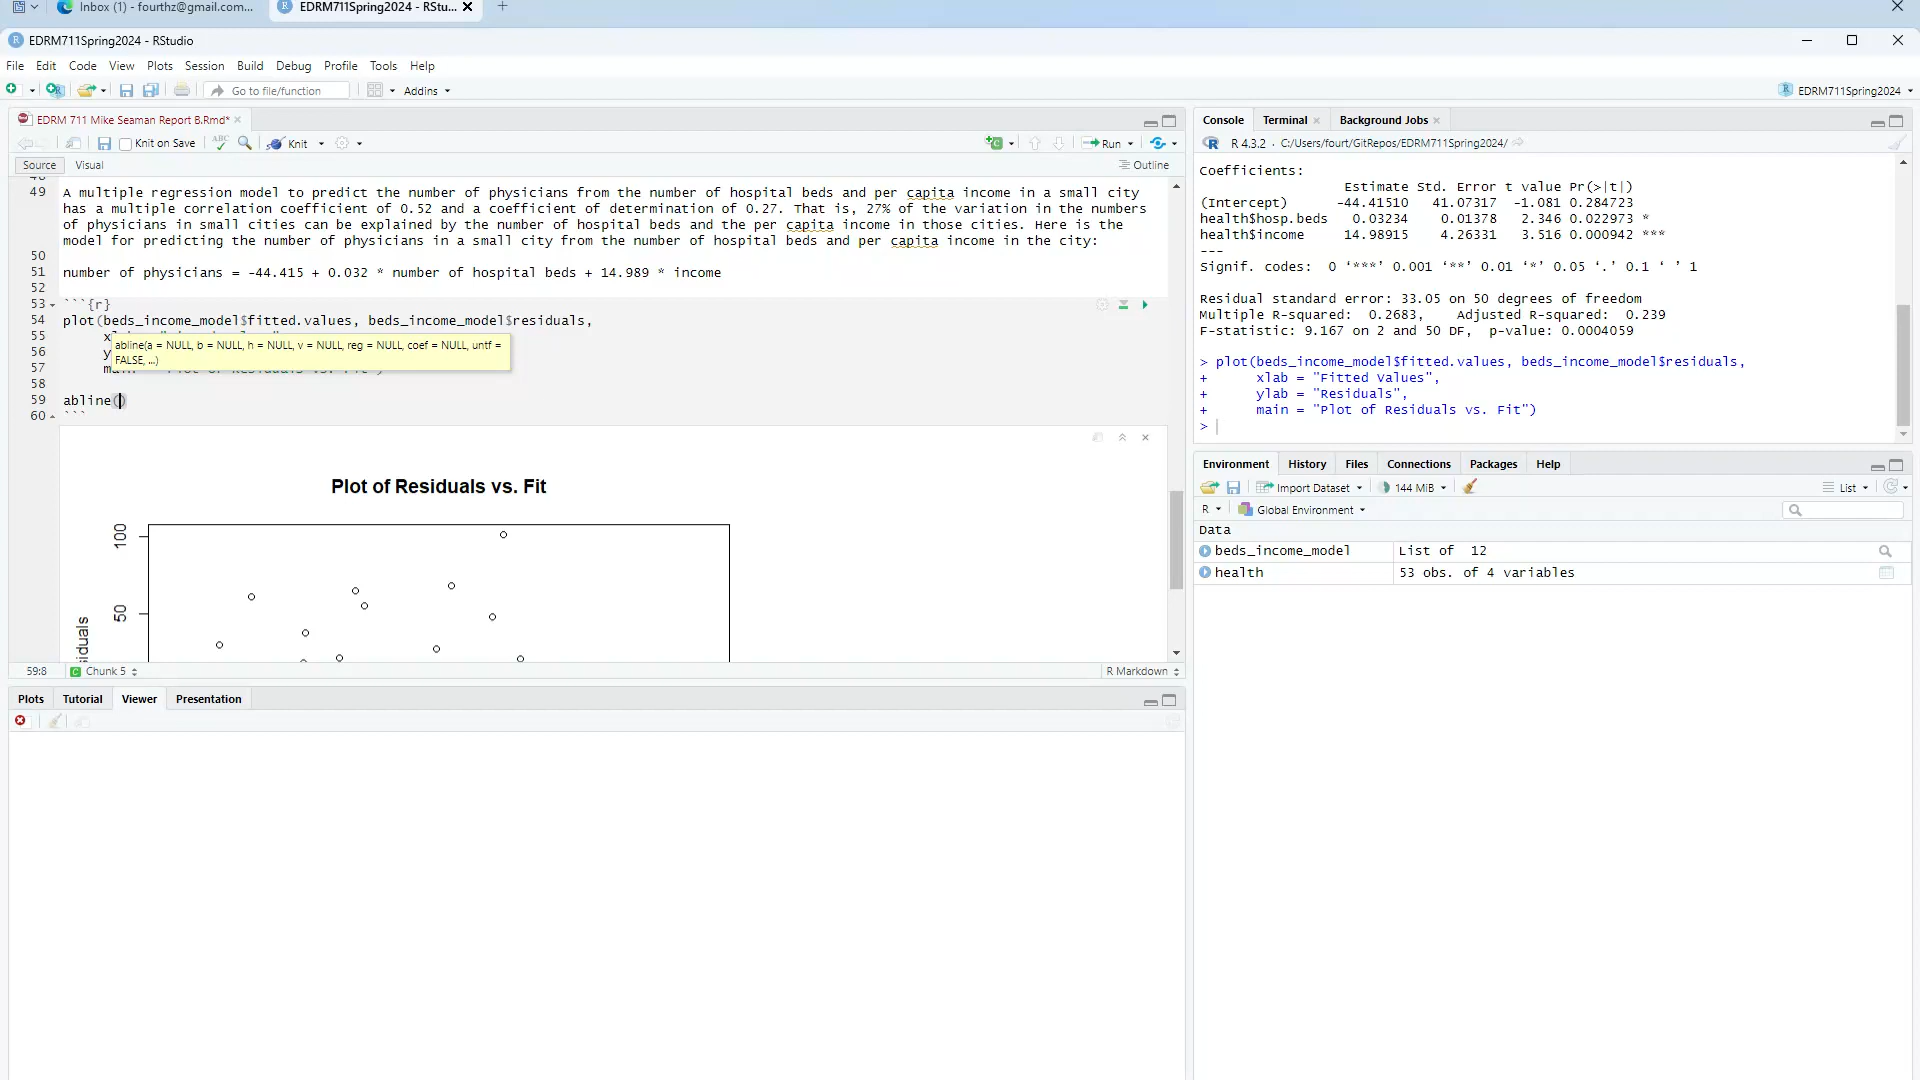 Inbox (1) - fourthz@gmail.com...
EDRM711Spring2024 - RStu...
EDRM711Spring2024 - RStudio
File Edit Code View Plots Session Build Debug Profile Tools Help
Go to file/function
Addins
EDRM711Spring2024
EDRM 711 Mike Seaman Report B.Rmd*
Knit on Save
ABC
Knit
Run
Source Visual
Outline
49 A multiple regression model to predict the number of physicians from the number of hospital beds and per capita income in a small city
has a multiple correlation coefficient of 0.52 and a coefficient of determination of 0.27. That is, 27% of the variation in the numbers
of physicians in small cities can be explained by the number of hospital beds and the per capita income in those cities. Here is the
model for predicting the number of physicians in a small city from the number of hospital beds and per capita income in the city:
50
51 number of physicians = -44.415 + 0.032 * number of hospital beds + 14.989 * income
52
53 ```{r}
54 plot(beds_income_model$fitted.values, beds_income_model$residuals,
55
abline(a = NULL, b = NULL, h = NULL, v = NULL, reg = NULL, coef = NULL, untf =
56 y
FALSE, ...)
57
58
59 abline()
60 ```
Plot of Residuals vs. Fit
100
50
59:8
Chunk 5
R Markdown
Plots Tutorial Viewer Presentation
Console Terminal Background Jobs
R 4.3.2 · C:/Users/fourt/GitRepos/EDRM711Spring2024/
Coefficients:
Estimate Std. Error t value Pr(>|t|)
(Intercept) -44.41510 41.07317 -1.081 0.284723
health$hosp.beds 0.03234 0.01378 2.346 0.022973 *
health$income 14.98915 4.26331 3.516 0.000942 ***
---
Signif. codes: 0 ‘***’ 0.001 ‘**’ 0.01 ‘*’ 0.05 ‘.’ 0.1 ‘ ’ 1
Residual standard error: 33.05 on 50 degrees of freedom
Multiple R-squared: 0.2683, Adjusted R-squared: 0.239
F-statistic: 9.167 on 2 and 50 DF, p-value: 0.0004059
> plot(beds_income_model$fitted.values, beds_income_model$residuals,
+ xlab = "Fitted Values",
+ ylab = "Residuals",
+ main = "Plot of Residuals vs. Fit")
>
Environment History Files Connections Packages Help
Import Dataset
144 MiB
List
R
Global Environment
Data
beds_income_model List of 12
health 53 obs. of 4 variables